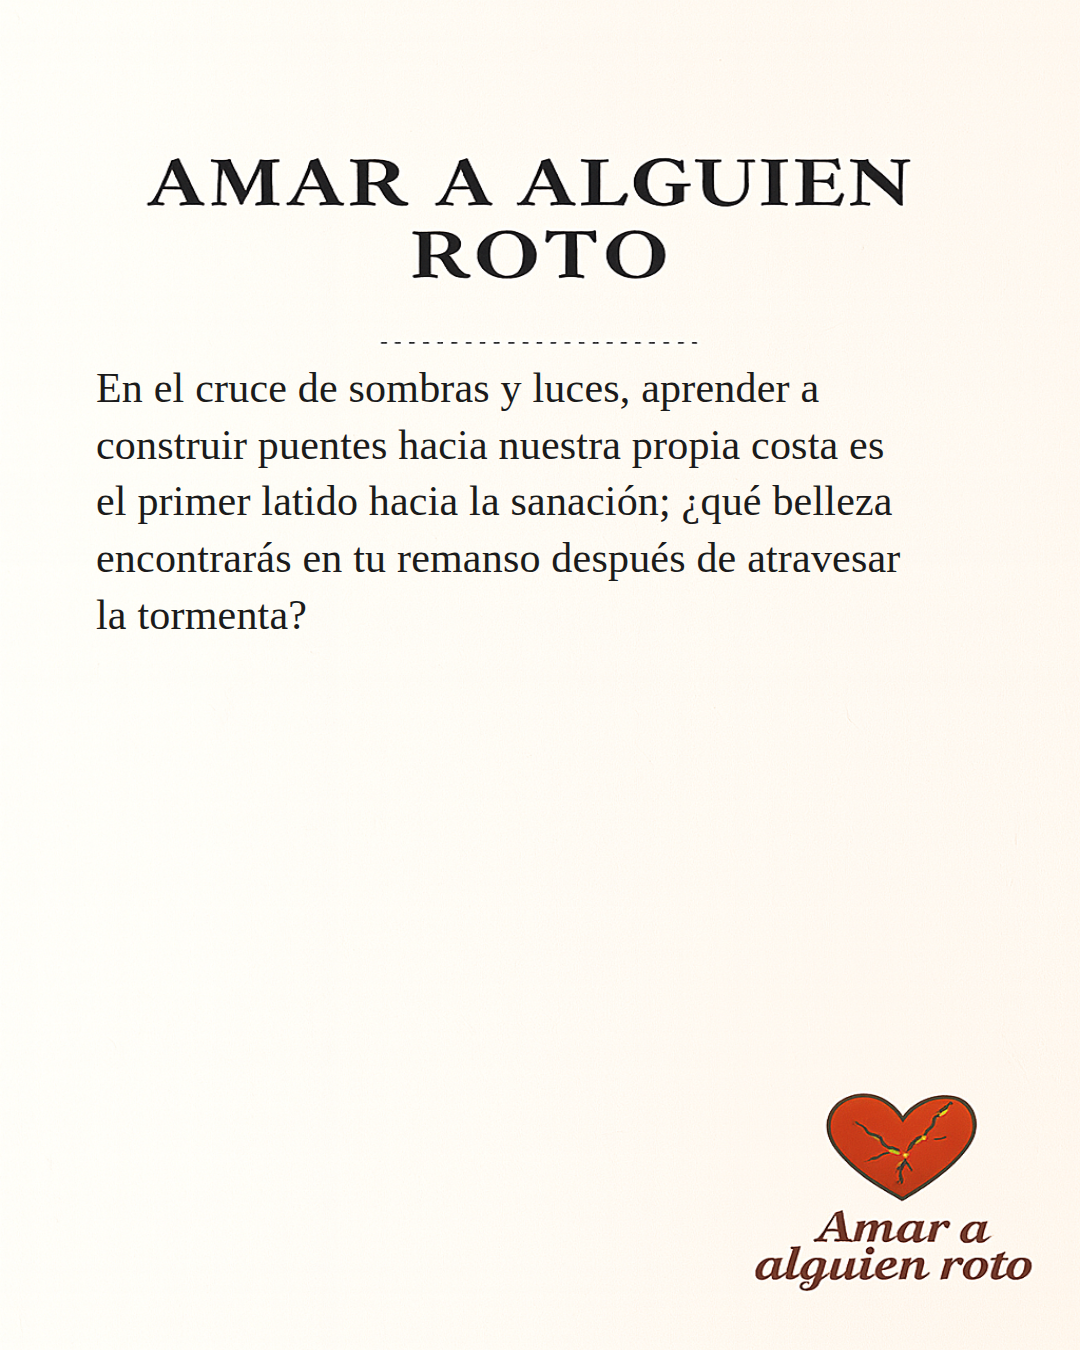 AMAR A ALGUIEN
ROTO
----------------------
En el cruce de sombras y luces, aprender a
construir puentes hacia nuestra propia costa es
el primer latido hacia la sanación; ¿qué belleza
encontrarás en tu remanso después de atravesar
la tormenta?
Amar a
alguien roto